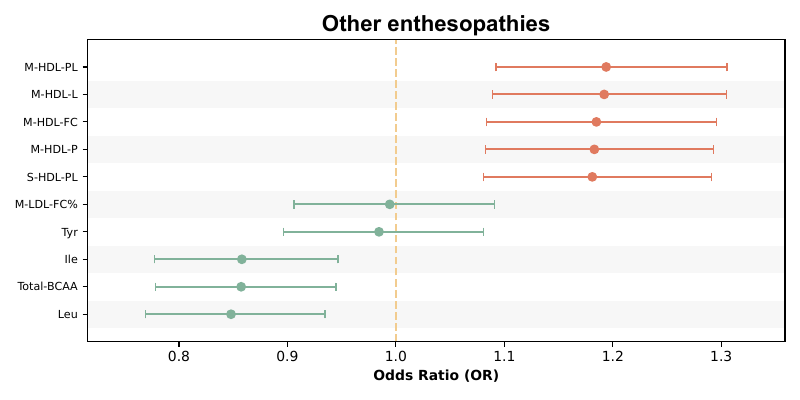 Other enthesopathies
M-HDL-PL
M-HDL-L
M-HDL-FC
M-HDL-P
S-HDL-PL
M-LDL-FC%
Tyr
Ile
Total-BCAA
Leu
0.8 0.9 1.0 1.1 1.2 1.3
Odds Ratio (OR)